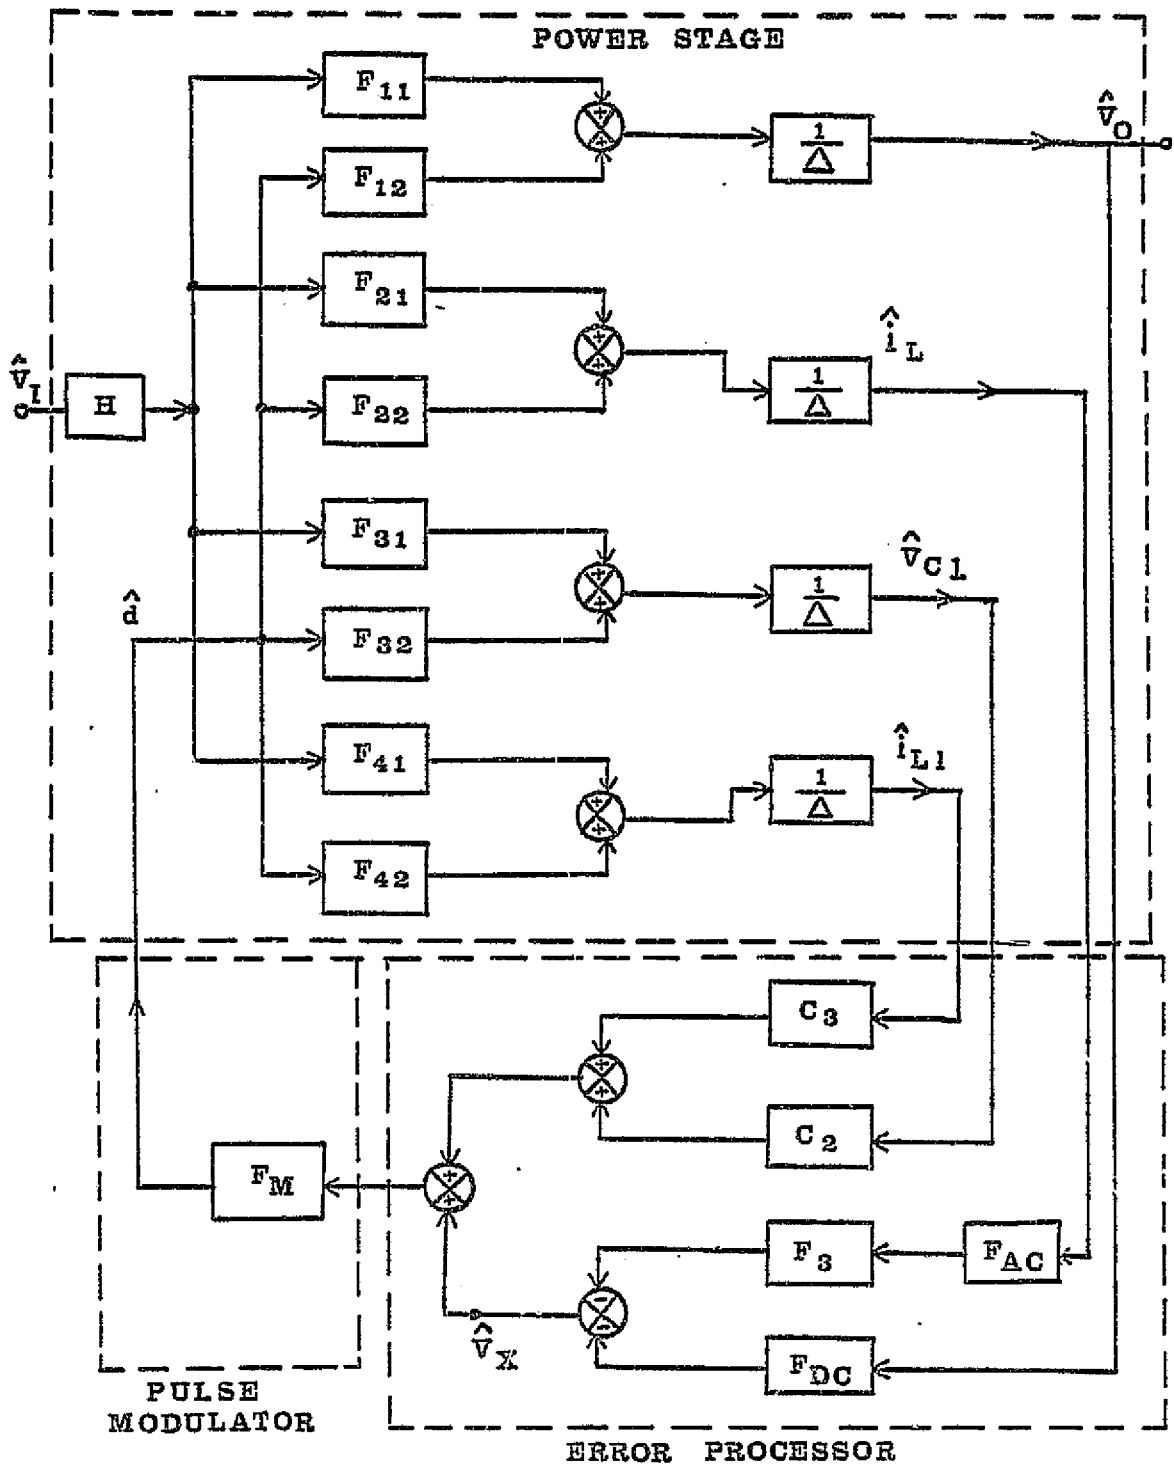 POWER STAGE
F11
F12
F21
F22
F31
F32
F41
F42
1/Δ
v̂O
1/Δ
îL
1/Δ
v̂C1
1/Δ
îL1
v̂I
H
d̂
C3
C2
FM
F3
FAC
FDC
v̂X
PULSE
MODULATOR
ERROR PROCESSOR